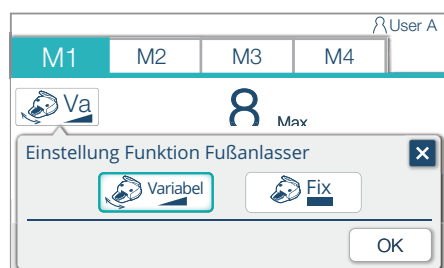 User A
M1 M2 M3 M4
Va 8 Max
Einstellung Funktion Fußanlasser
Variabel Fix
OK